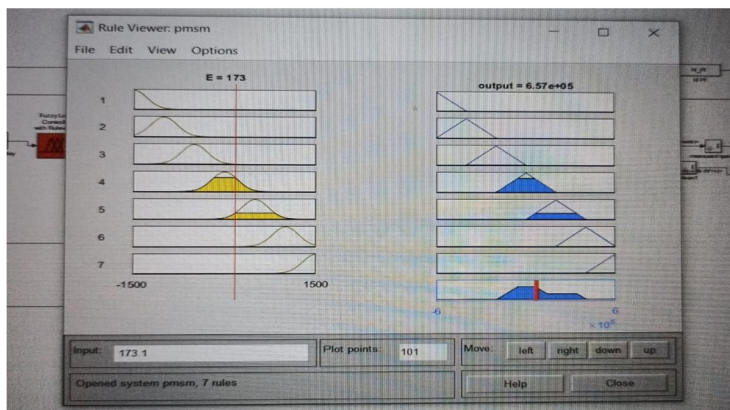 Rule Viewer: pmsm
File Edit View Options
E = 173
output = 6.57e+05
1
2
3
4
5
6
7
-1500 1500
-6 6
Input: 173.1
Plot points: 101
Move: left right down up
Opened system pmsm, 7 rules
Help Close